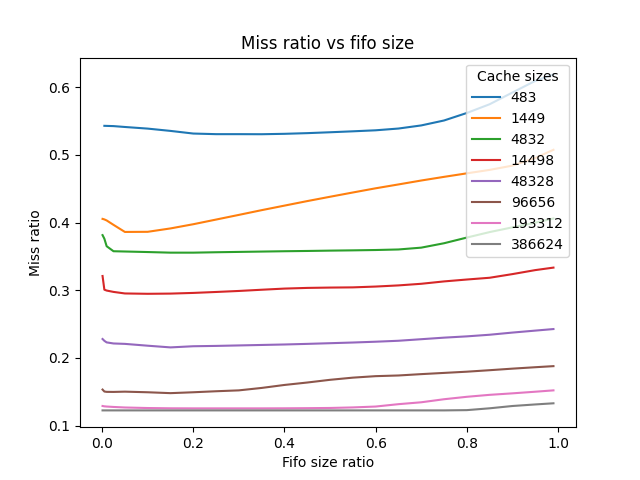 Miss ratio vs fifo size
Cache sizes
483
1449
4832
14498
48328
96656
193312
386624
Miss ratio
0.6
0.5
0.4
0.3
0.2
0.1
0.0 0.2 0.4 0.6 0.8 1.0
Fifo size ratio